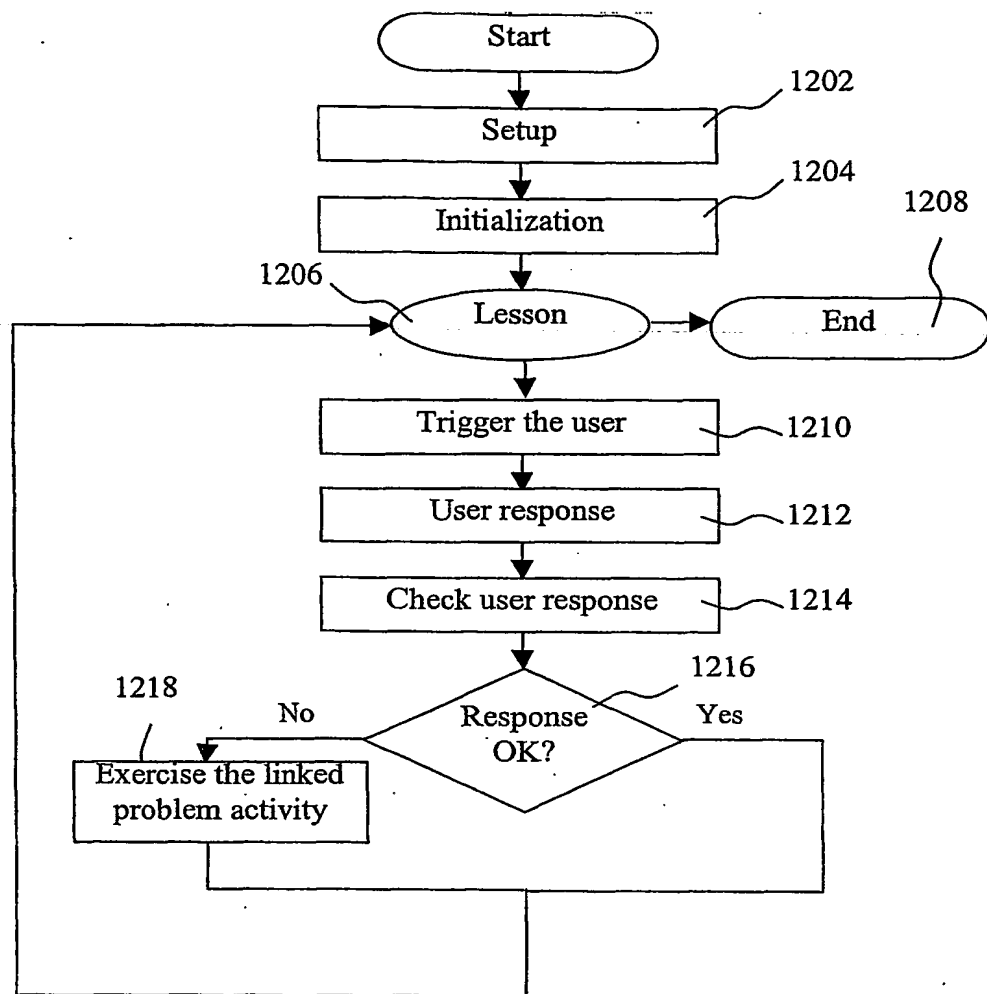 Start
1202
Setup
1204
Initialization
1208
1206
Lesson
End
Trigger the user
1210
User response
1212
Check user response
1214
1216
1218
No
Response
OK?
Yes
Exercise the linked
problem activity